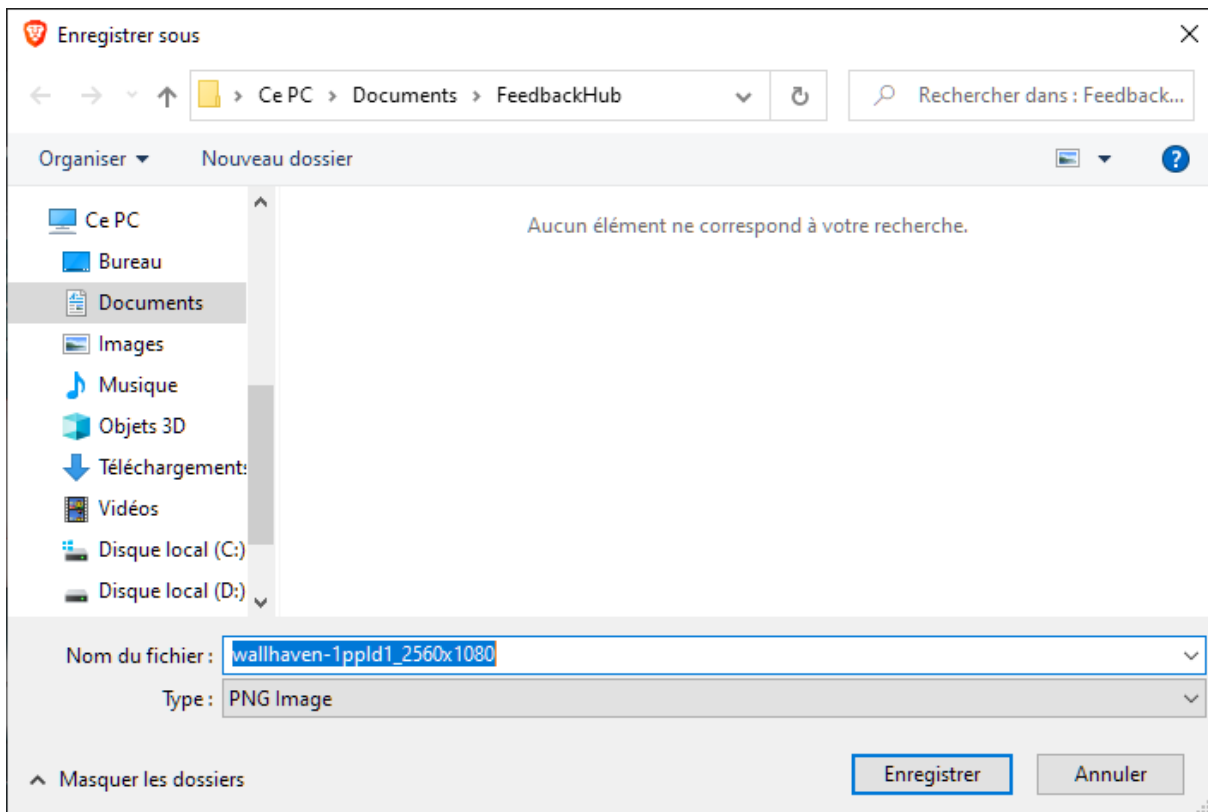 Enregistrer sous
Ce PC > Documents > FeedbackHub
Rechercher dans : Feedback...
Organiser
Nouveau dossier
Ce PC
Bureau
Documents
Images
Musique
Objets 3D
Téléchargements
Vidéos
Disque local (C:)
Disque local (D:)
Aucun élément ne correspond à votre recherche.
Nom du fichier :
wallhaven-1ppld1_2560x1080
Type :
PNG Image
Masquer les dossiers
Enregistrer
Annuler